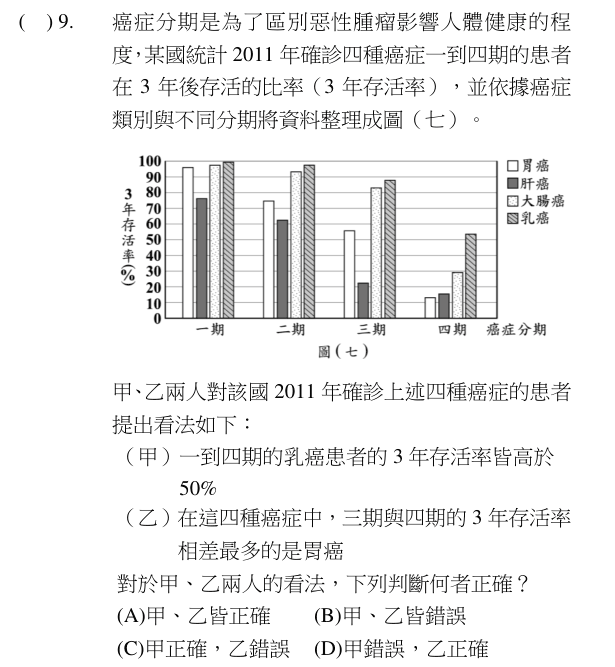 (　) 9. 癌症分期是為了區別惡性腫瘤影響人體健康的程
度，某國統計 2011 年確診四種癌症一到四期的患者
在 3 年後存活的比率（3 年存活率），並依據癌症
類別與不同分期將資料整理成圖（七）。
3年存活率(%)
100
90
80
70
60
50
40
30
20
10
0
胃癌
肝癌
大腸癌
乳癌
一期 二期 三期 四期 癌症分期
圖(七)
甲、乙兩人對該國 2011 年確診上述四種癌症的患者
提出看法如下：
（甲）一到四期的乳癌患者的 3 年存活率皆高於
50%
（乙）在這四種癌症中，三期與四期的 3 年存活率
相差最多的是胃癌
對於甲、乙兩人的看法，下列判斷何者正確？
(A)甲、乙皆正確 (B)甲、乙皆錯誤
(C)甲正確，乙錯誤 (D)甲錯誤，乙正確